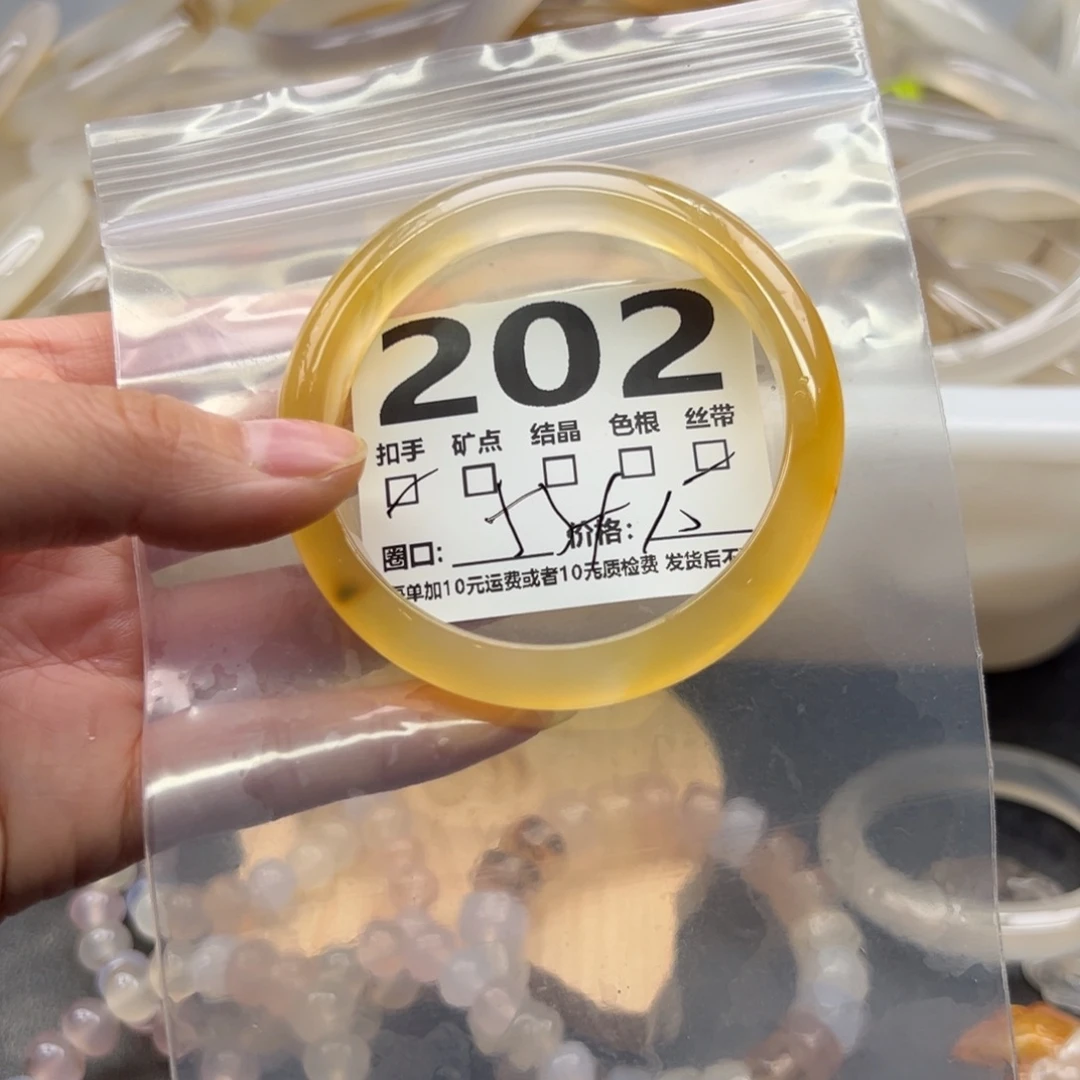 202
扣手 矿点 结晶 色根 丝带
圈口: 价格:
单加10元运费或者10元质检费 发货后不